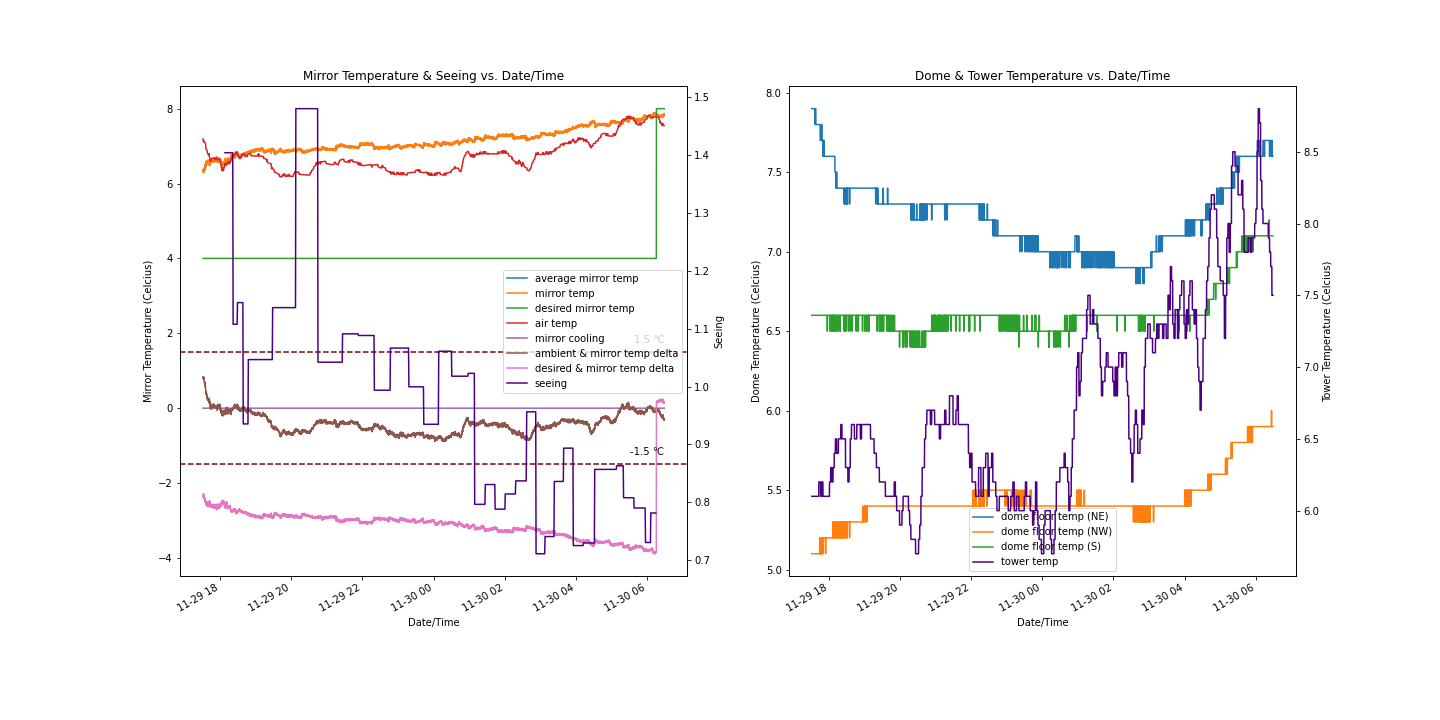 Mirror Temperature & Seeing vs. Date/Time
Mirror Temperature (Celcius)
8
6
4
2
0
−2
−4
1.5
1.4
1.3
1.2
1.1
1.0
0.9
0.8
0.7
Seeing
average mirror temp
mirror temp
desired mirror temp
air temp
mirror cooling
ambient & mirror temp delta
desired & mirror temp delta
seeing
1.5 °C
-1.5 °C
11-29 18
11-29 20
11-29 22
11-30 00
11-30 02
11-30 04
11-30 06
Date/Time
Dome & Tower Temperature vs. Date/Time
Dome Temperature (Celcius)
8.0
7.5
7.0
6.5
6.0
5.5
5.0
8.5
8.0
7.5
7.0
6.5
6.0
Tower Temperature (Celcius)
dome floor temp (NE)
dome floor temp (NW)
dome floor temp (S)
tower temp
11-29 18
11-29 20
11-29 22
11-30 00
11-30 02
11-30 04
11-30 06
Date/Time